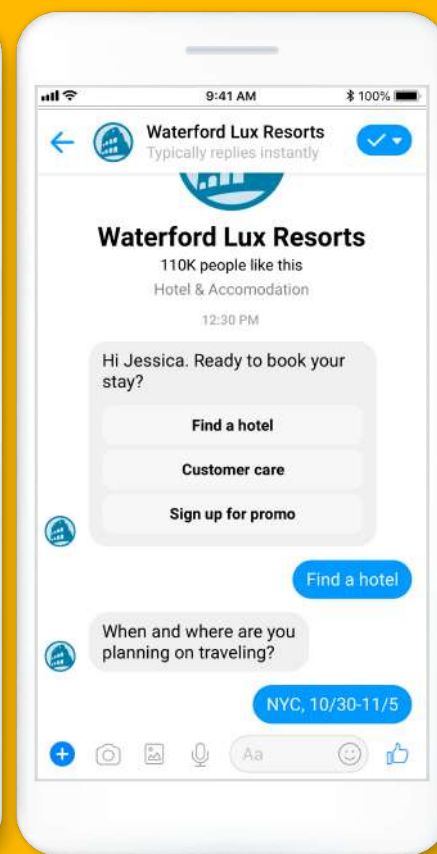 9:41 AM 100%
Waterford Lux Resorts
Typically replies instantly
Waterford Lux Resorts
110K people like this
Hotel & Accomodation
12:30 PM
Hi Jessica. Ready to book your
stay?
Find a hotel
Customer care
Sign up for promo
Find a hotel
When and where are you
planning on traveling?
NYC, 10/30-11/5
Aa